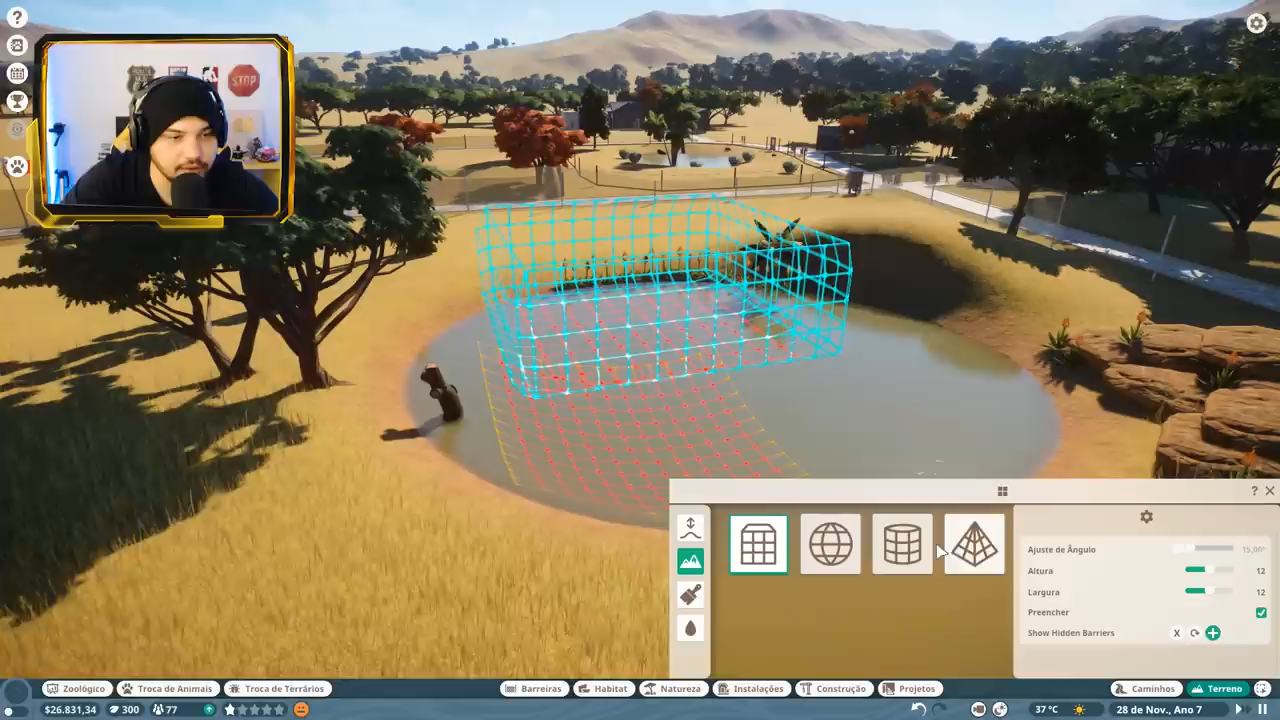 ?
STOP
? X
Ajuste de Ângulo 15,00°
Altura 12
Largura 12
Preencher
Show Hidden Barriers X
Zoológico Troca de Animais Troca de Terrários Barreiras Habitat Natureza Instalações Construção Projetos Caminhos Terreno
$26.831,34 300 77 37 °C 28 de Nov., Ano 7